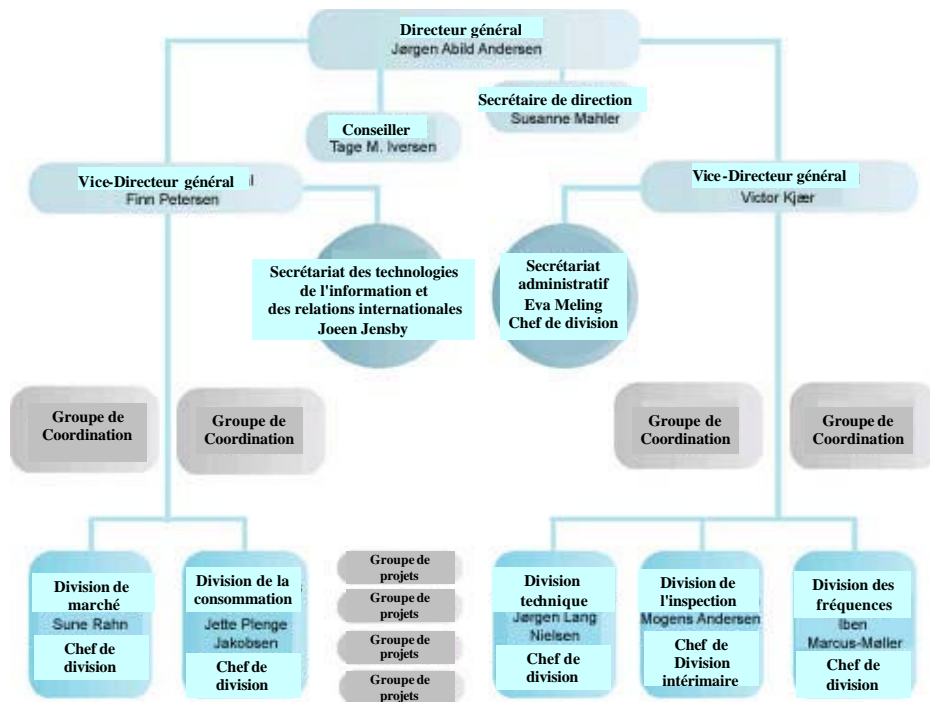 Directeur général
Jørgen Abild Andersen
Secrétaire de direction
Susanne Mahler
Conseiller
Tage M. Iversen
Vice-Directeur général
Finn Petersen
Vice-Directeur général
Victor Kjær
Secrétariat des technologies
de l'information et
des relations internationales
Joeen Jensby
Secrétariat
administratif
Eva Meling
Chef de division
Groupe de
Coordination
Groupe de
Coordination
Groupe de
Coordination
Groupe de
Coordination
Division de
marché
Sune Rahn
Chef de
division
Division de la
consommation
Jette Plenge
Jakobsen
Chef de
division
Groupe de
projets
Groupe de
projets
Groupe de
projets
Groupe de
projets
Division
technique
Jørgen Lang
Nielsen
Chef de
division
Division de
l'inspection
Mogens Andersen
Chef de
Division
intérimaire
Division des
fréquences
Iben
Marcus-Møller
Chef de
division